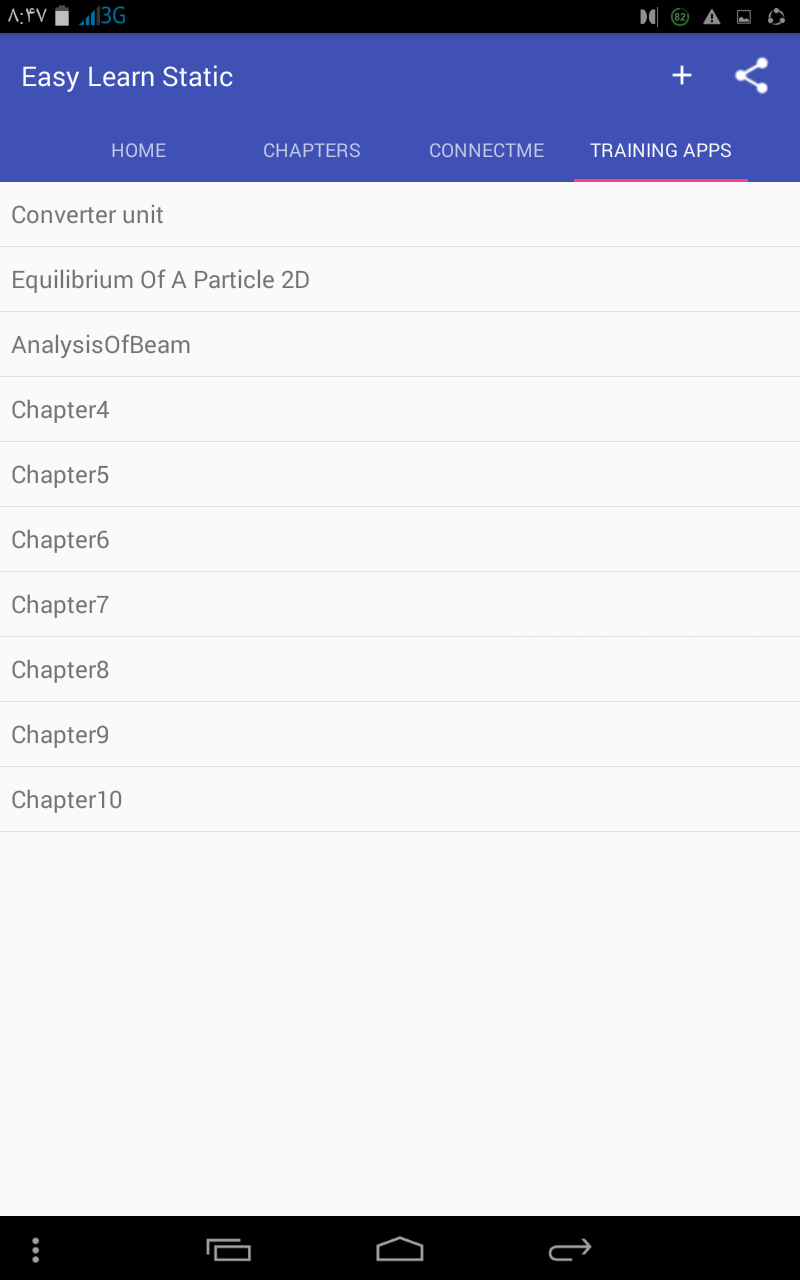 ۸:۴۷ 3G 82
Easy Learn Static +
HOME CHAPTERS CONNECTME TRAINING APPS
Converter unit
Equilibrium Of A Particle 2D
AnalysisOfBeam
Chapter4
Chapter5
Chapter6
Chapter7
Chapter8
Chapter9
Chapter10